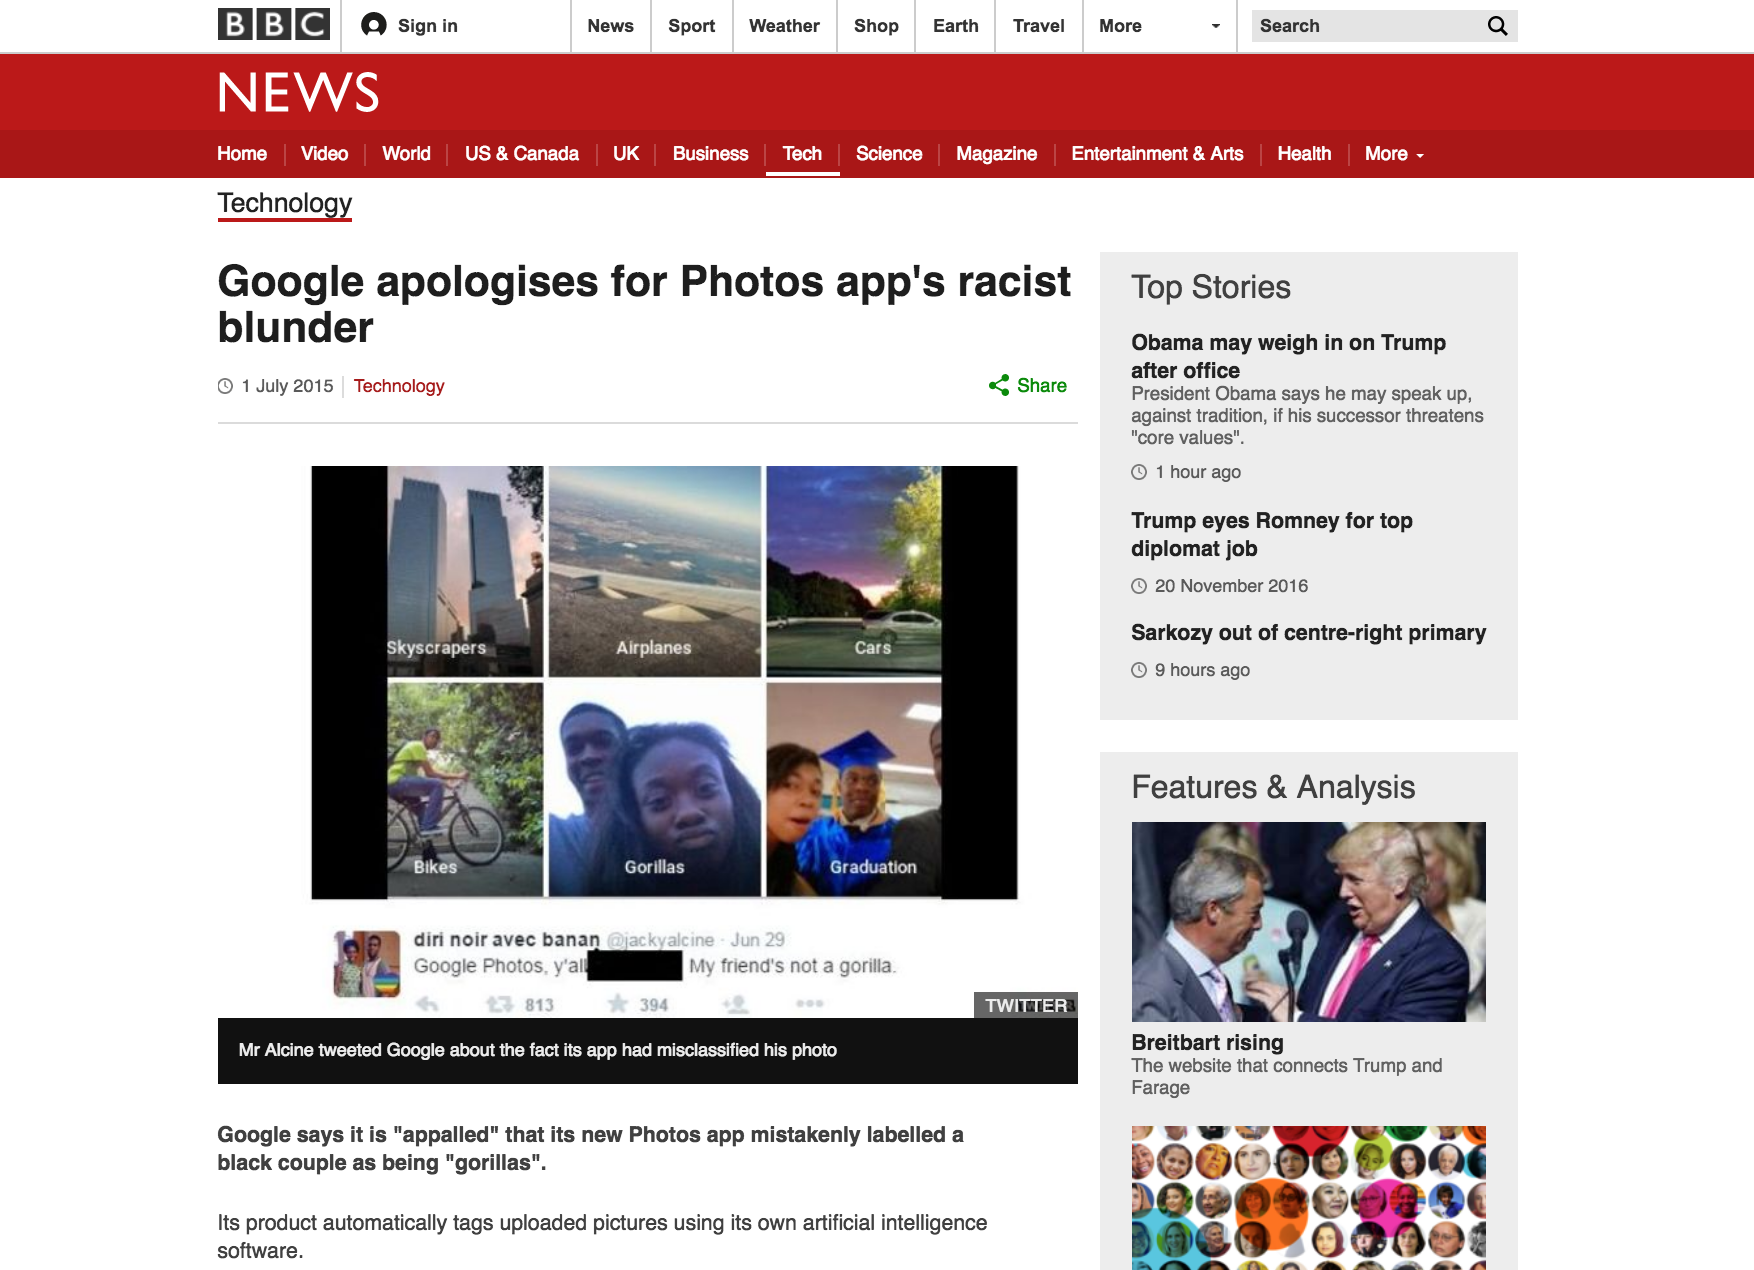 BBC
Sign in
News
Sport
Weather
Shop
Earth
Travel
More
Search
NEWS
Home
Video
World
US & Canada
UK
Business
Tech
Science
Magazine
Entertainment & Arts
Health
More
Technology
Google apologises for Photos app's racist
blunder
1 July 2015
Technology
Share
Skyscrapers
Airplanes
Cars
Bikes
Gorillas
Graduation
diri noir avec banan @jackyalcine · Jun 29
Google Photos, y'all My friend's not a gorilla.
813
394
TWITTER
Mr Alcine tweeted Google about the fact its app had misclassified his photo
Google says it is "appalled" that its new Photos app mistakenly labelled a
black couple as being "gorillas".
Its product automatically tags uploaded pictures using its own artificial intelligence
software.
Top Stories
Obama may weigh in on Trump
after office
President Obama says he may speak up,
against tradition, if his successor threatens
"core values".
1 hour ago
Trump eyes Romney for top
diplomat job
20 November 2016
Sarkozy out of centre-right primary
9 hours ago
Features & Analysis
Breitbart rising
The website that connects Trump and
Farage